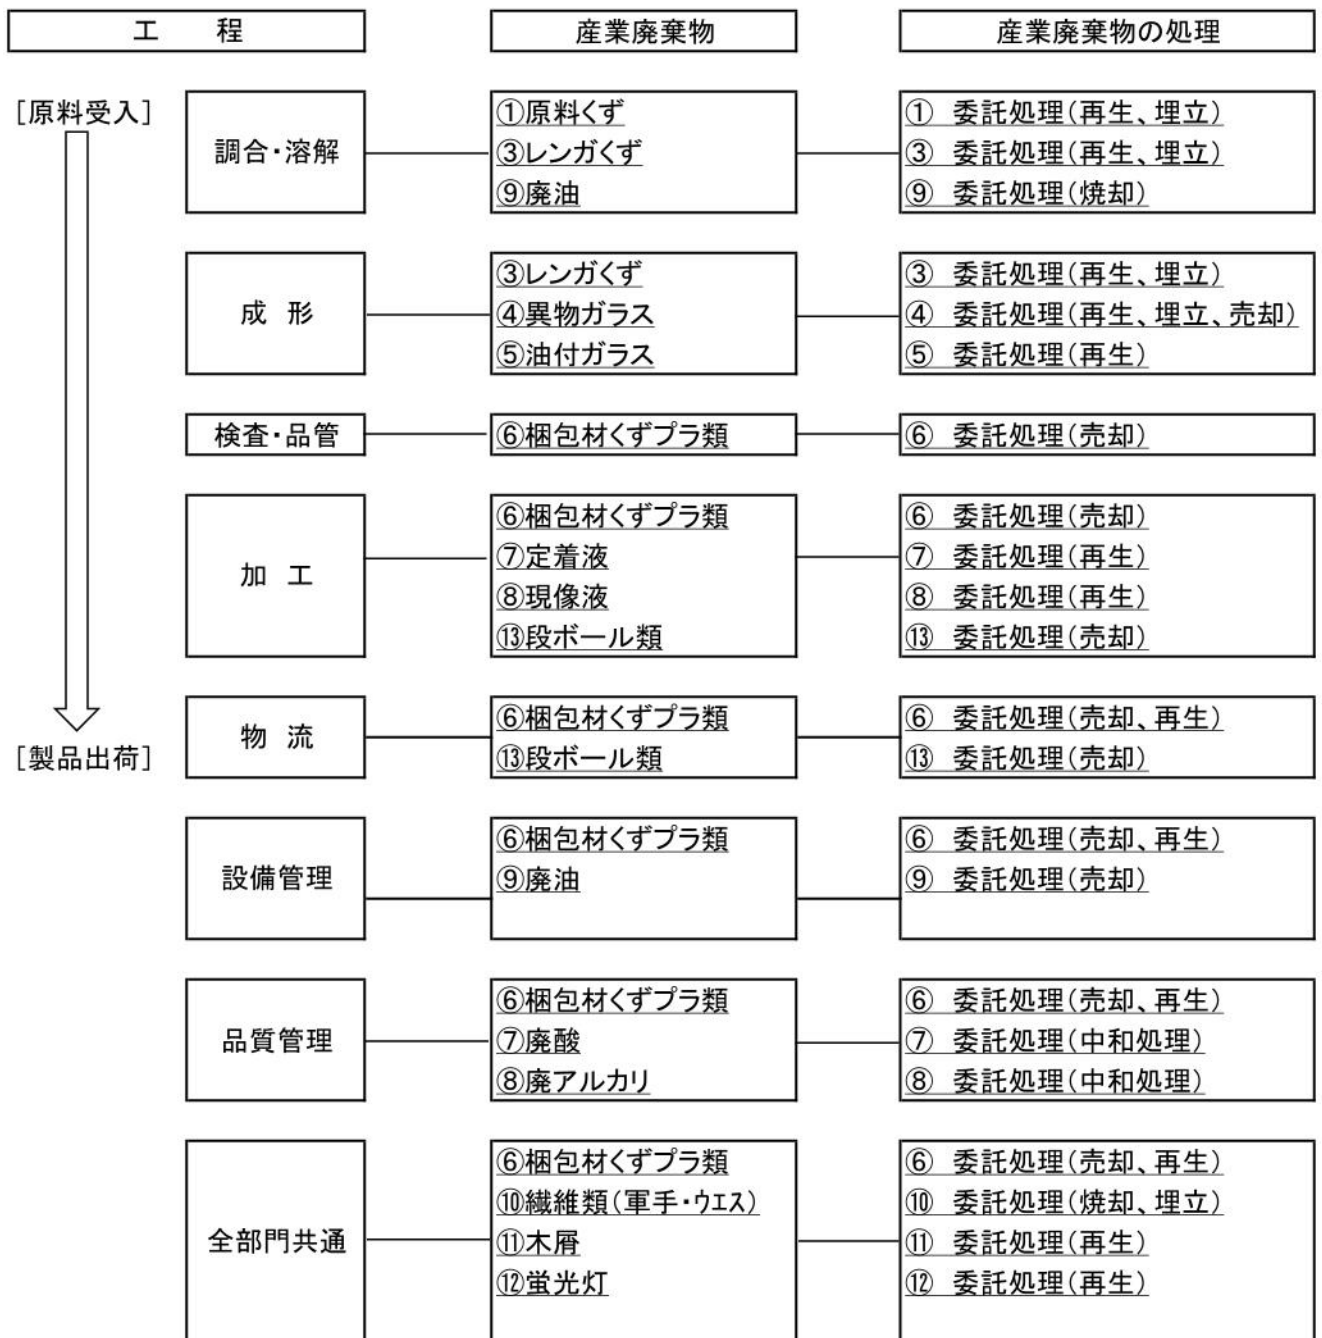 工　程
産業廃棄物
産業廃棄物の処理
[原料受入]
調合・溶解
①原料くず
③レンガくず
⑨廃油
①　委託処理(再生、埋立)
③　委託処理(再生、埋立)
⑨　委託処理(焼却)
成　形
③レンガくず
④異物ガラス
⑤油付ガラス
③　委託処理(再生、埋立)
④　委託処理(再生、埋立、売却)
⑤　委託処理(再生)
検査・品管
⑥梱包材くずプラ類
⑥　委託処理(売却)
加　工
⑥梱包材くずプラ類
⑦定着液
⑧現像液
⑬段ボール類
⑥　委託処理(売却)
⑦　委託処理(再生)
⑧　委託処理(再生)
⑬　委託処理(売却)
[製品出荷]
物　流
⑥梱包材くずプラ類
⑬段ボール類
⑥　委託処理(売却、再生)
⑬　委託処理(売却)
設備管理
⑥梱包材くずプラ類
⑨廃油
⑥　委託処理(売却、再生)
⑨　委託処理(売却)
品質管理
⑥梱包材くずプラ類
⑦廃酸
⑧廃アルカリ
⑥　委託処理(売却、再生)
⑦　委託処理(中和処理)
⑧　委託処理(中和処理)
全部門共通
⑥梱包材くずプラ類
⑩繊維類(軍手・ウエス)
⑪木屑
⑫蛍光灯
⑥　委託処理(売却、再生)
⑩　委託処理(焼却、埋立)
⑪　委託処理(再生)
⑫　委託処理(再生)